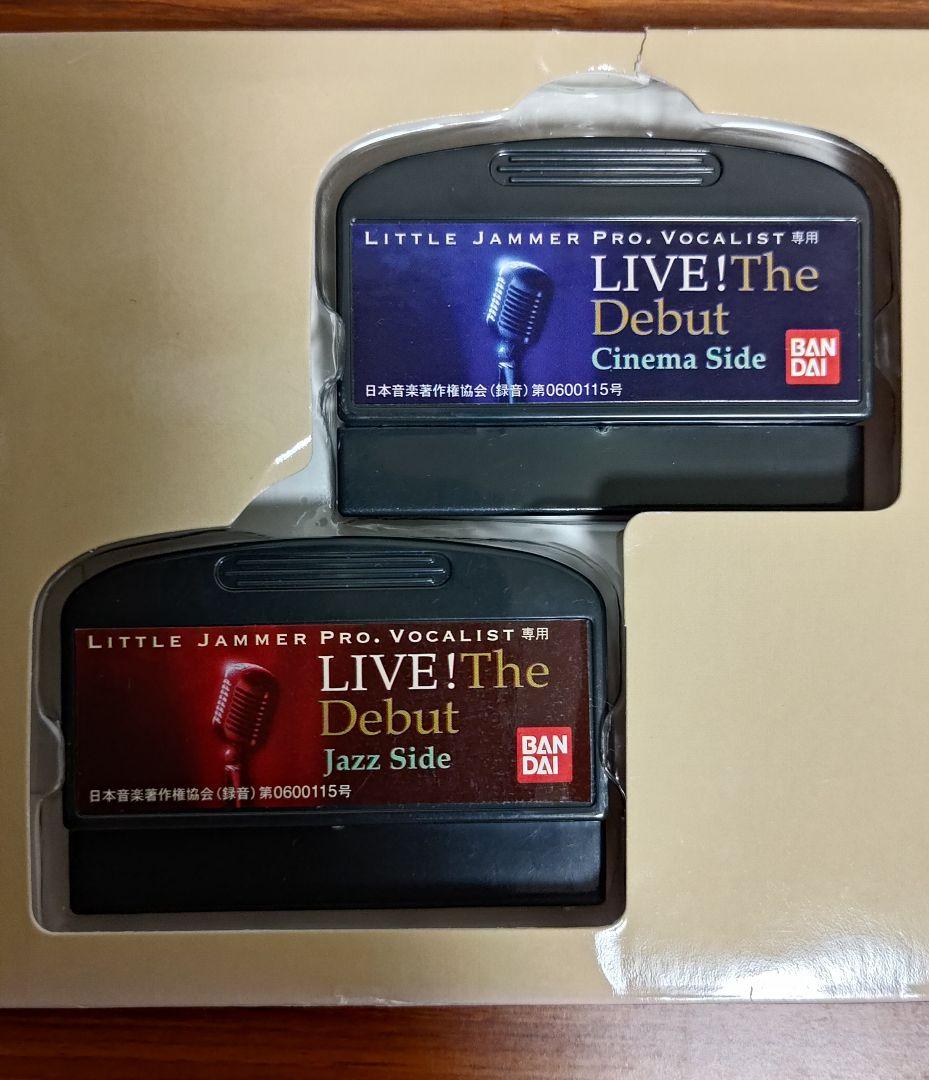 LITTLE JAMMER PRO. VOCALIST 専用
LIVE!The
Debut
Cinema Side
BAN
DAI
日本音楽著作権協会(録音)第0600115号
LITTLE JAMMER PRO. VOCALIST 専用
LIVE!The
Debut
Jazz Side
BAN
DAI
日本音楽著作権協会(録音)第0600115号